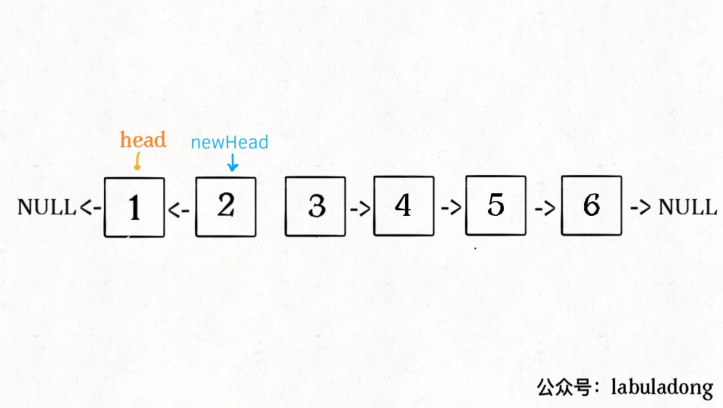 head newHead
NULL<- 1 <- 2 3 -> 4 -> 5 -> 6 -> NULL
公众号：labuladong